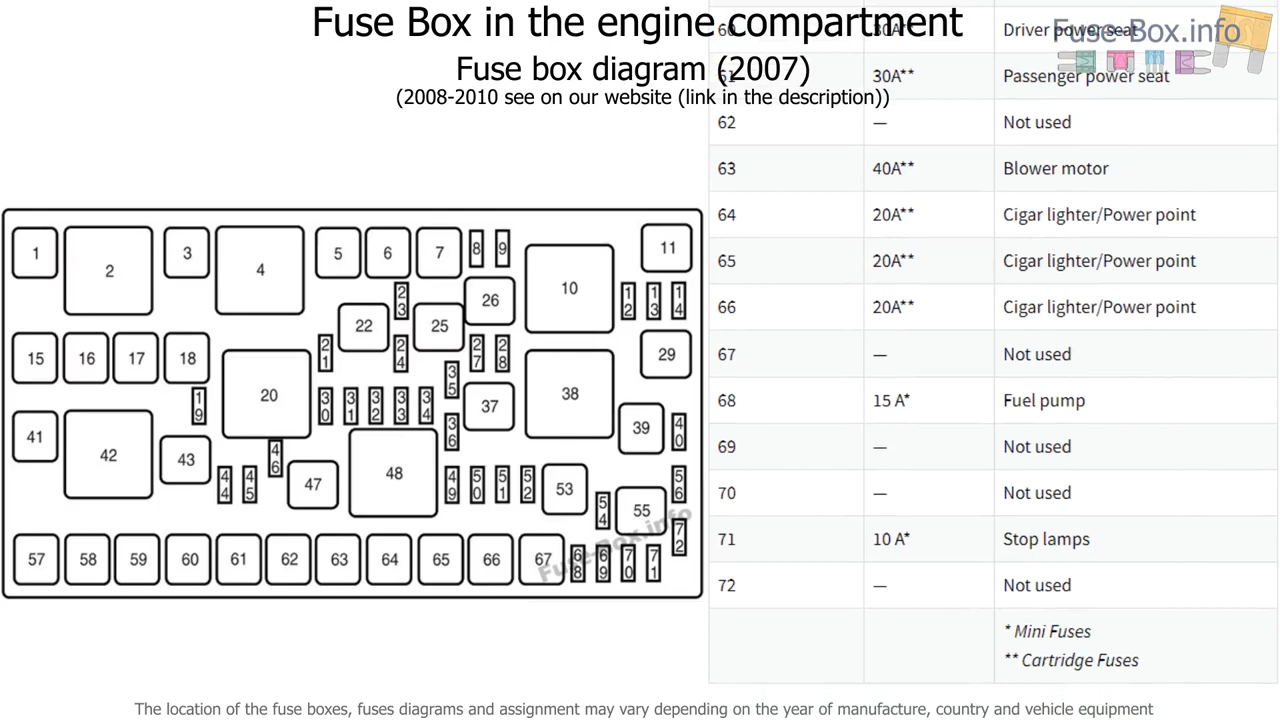 Fuse Box in the engine compartment
Fuse box diagram (2007)
(2008-2010 see on our website (link in the description))
Fuse-Box.info
60 30A** Driver power seat
61 30A** Passenger power seat
62 — Not used
63 40A** Blower motor
64 20A** Cigar lighter/Power point
65 20A** Cigar lighter/Power point
66 20A** Cigar lighter/Power point
67 — Not used
68 15 A* Fuel pump
69 — Not used
70 — Not used
71 10 A* Stop lamps
72 — Not used
* Mini Fuses
** Cartridge Fuses
1 2 3 4 5 6 7 8 9 10 11
12 13 14
15 16 17 18 19 20 21 22 23 24 25 26 27 28 29
30 31 32 33 34 35 36 37 38 39 40
41 42 43 44 45 46 47 48 49 50 51 52 53 54 55 56
57 58 59 60 61 62 63 64 65 66 67 68 69 70 71 72
Fuse-Box.info
The location of the fuse boxes, fuses diagrams and assignment may vary depending on the year of manufacture, country and vehicle equipment